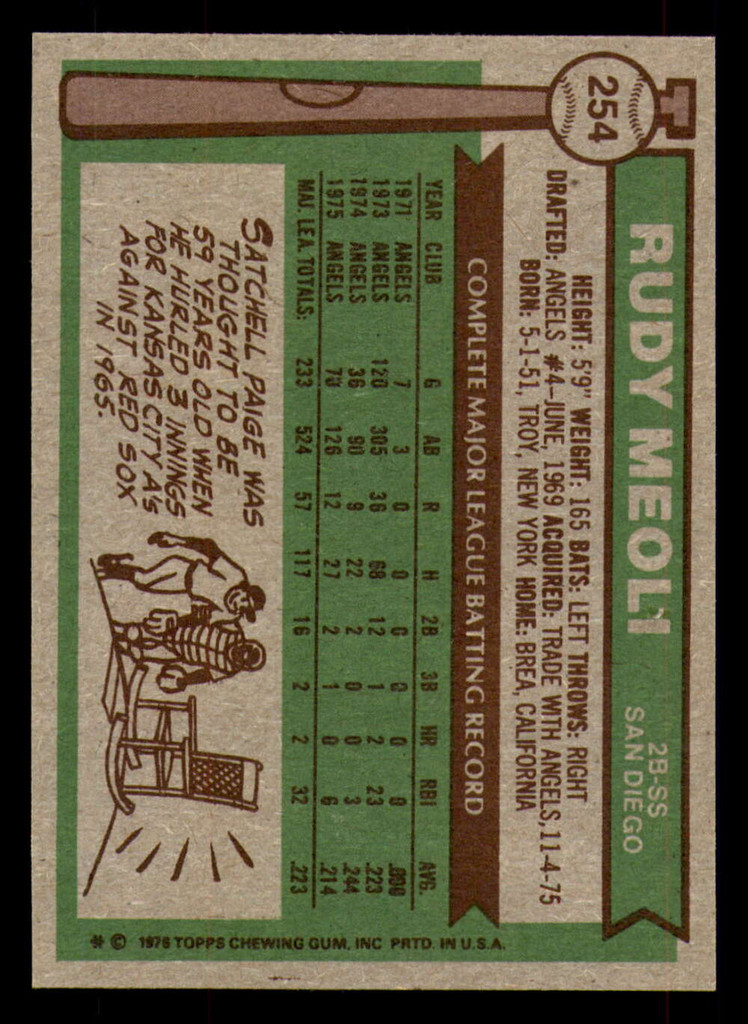 254
RUDY MEOLI
2B-SS
SAN DIEGO
HEIGHT: 5'9" WEIGHT: 165 BATS: LEFT THROWS: RIGHT
DRAFTED: ANGELS #4-JUNE, 1969 ACQUIRED: TRADE WITH ANGELS, 11-4-75
BORN: 5-1-51, TROY, NEW YORK HOME: BREA, CALIFORNIA
COMPLETE MAJOR LEAGUE BATTING RECORD
YEAR CLUB G AB R H 2B 3B HR RBI AVG.
1971 ANGELS 7 3 0 0 0 0 0 0 .000
1973 ANGELS 120 305 36 68 12 1 2 23 .223
1974 ANGELS 36 90 9 22 2 0 0 3 .244
1975 ANGELS 70 126 12 27 2 1 0 6 .214
MAJ. LEA. TOTALS: 233 524 57 117 16 2 2 32 .223
SATCHELL PAIGE WAS
THOUGHT TO BE
59 YEARS OLD WHEN
HE HURLED 3 INNINGS
FOR KANSAS CITY A's
AGAINST RED SOX
IN 1965.
* © 1976 TOPPS CHEWING GUM, INC PRTD. IN U.S.A.